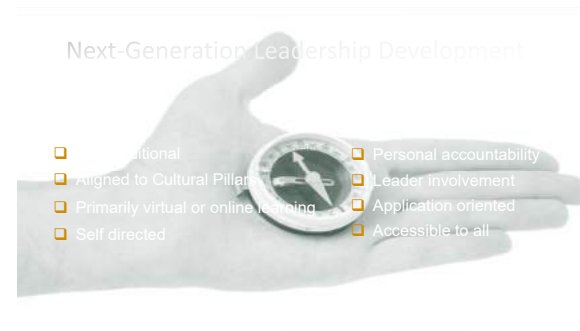 Next-Generation Leadership Development
Aligned to Cultural Pillars
Primarily virtual or online learning
Self directed
Personal accountability
Leader involvement
Application oriented
Accessible to all